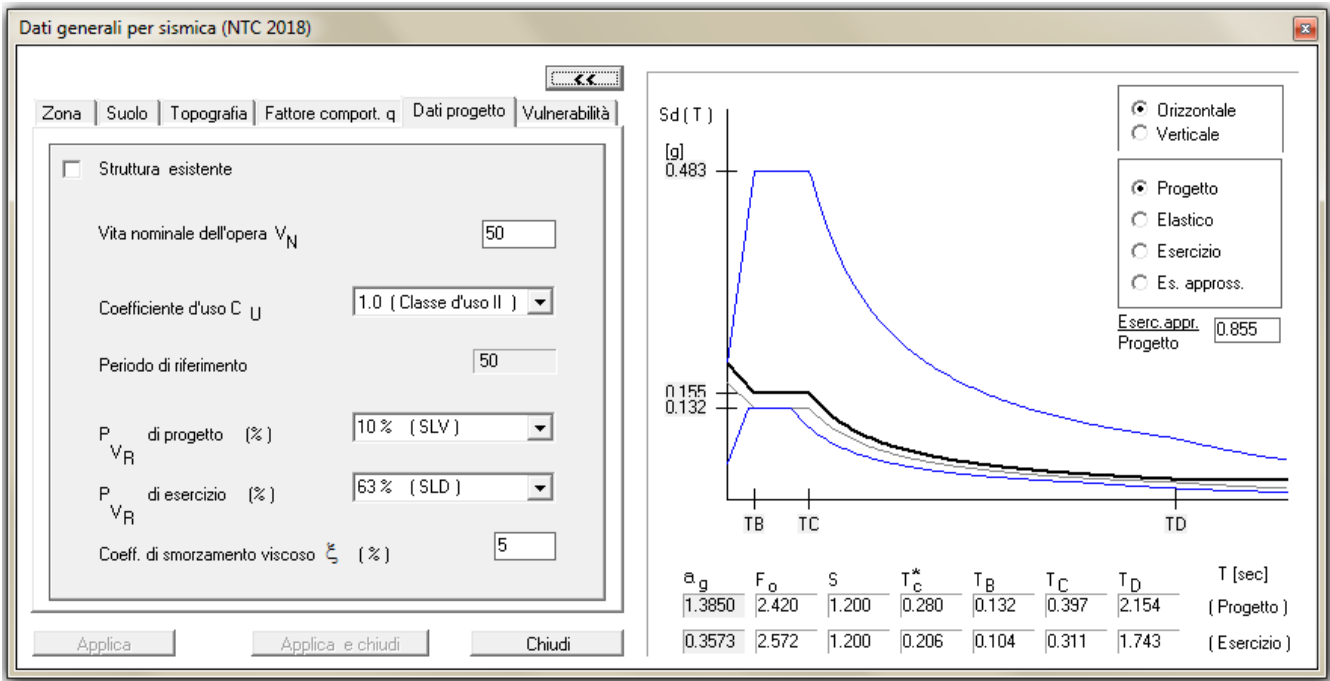 Dati generali per sismica (NTC 2018)
<<
Zona Suolo Topografia Fattore comport. q Dati progetto Vulnerabilità
Struttura esistente
Vita nominale dell'opera VN 50
Coefficiente d'uso C U 1.0 ( Classe d'uso II )
Periodo di riferimento 50
P VR di progetto (%) 10 % ( SLV )
P VR di esercizio (%) 63 % ( SLD )
Coeff. di smorzamento viscoso ξ (%) 5
Applica Applica e chiudi Chiudi
Sd ( T )
[g]
0.483
0.155
0.132
TB TC TD
Orizzontale
Verticale
Progetto
Elastico
Esercizio
Es. appross.
Eserc.appr.
Progetto
0.855
ag Fo S Tc* TB TC TD T [sec]
1.3850 2.420 1.200 0.280 0.132 0.397 2.154 ( Progetto )
0.3573 2.572 1.200 0.206 0.104 0.311 1.743 ( Esercizio )